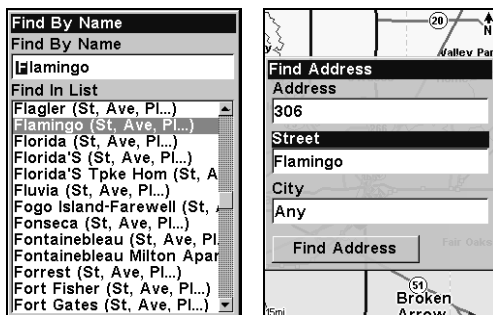 Find By Name
Find By Name
Flamingo
Find In List
Flagler (St, Ave, Pl...)
Flamingo (St, Ave, Pl...)
Florida (St, Ave, Pl...)
Florida'S (St, Ave, Pl...)
Florida'S Tpke Hom (St, A
Fluvia (St, Ave, Pl...)
Fogo Island-Farewell (St,
Fonseca (St, Ave, Pl...)
Fontainebleau (St, Ave, Pl
Fontainebleau Milton Apar
Forrest (St, Ave, Pl...)
Fort Fisher (St, Ave, Pl...)
Fort Gates (St, Ave, Pl...)
20
N
Valley Par
Find Address
Address
306
Street
Flamingo
City
Any
Find Address
Fair Oaks
51
Broken
Arrow
15mi